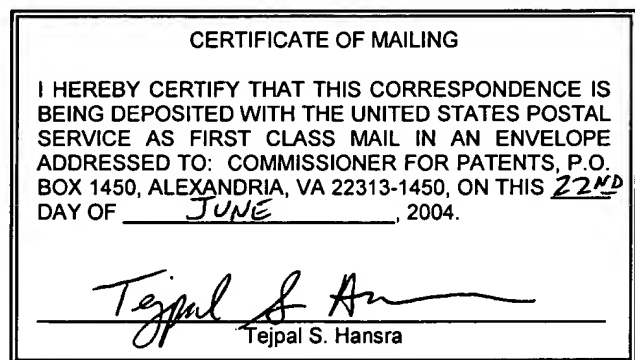 CERTIFICATE OF MAILING
I HEREBY CERTIFY THAT THIS CORRESPONDENCE IS
BEING DEPOSITED WITH THE UNITED STATES POSTAL
SERVICE AS FIRST CLASS MAIL IN AN ENVELOPE
ADDRESSED TO: COMMISSIONER FOR PATENTS, P.O.
BOX 1450, ALEXANDRIA, VA 22313-1450, ON THIS 22ND
DAY OF JUNE, 2004.
Tejpal S Han
Tejpal S. Hansra